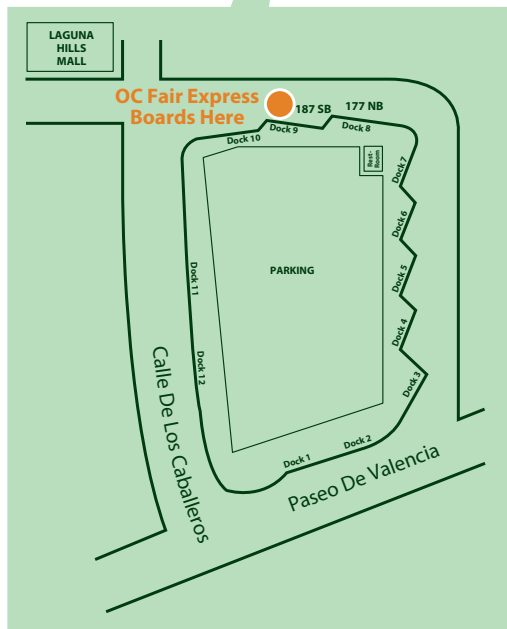 LAGUNA
HILLS
MALL
OC Fair Express
Boards Here
187 SB
177 NB
Dock 10
Dock 9
Dock 8
Rest-
Room
Dock 7
Dock 6
PARKING
Dock 11
Dock 5
Dock 4
Dock 12
Dock 3
Calle De Los Caballeros
Dock 1
Dock 2
Paseo De Valencia